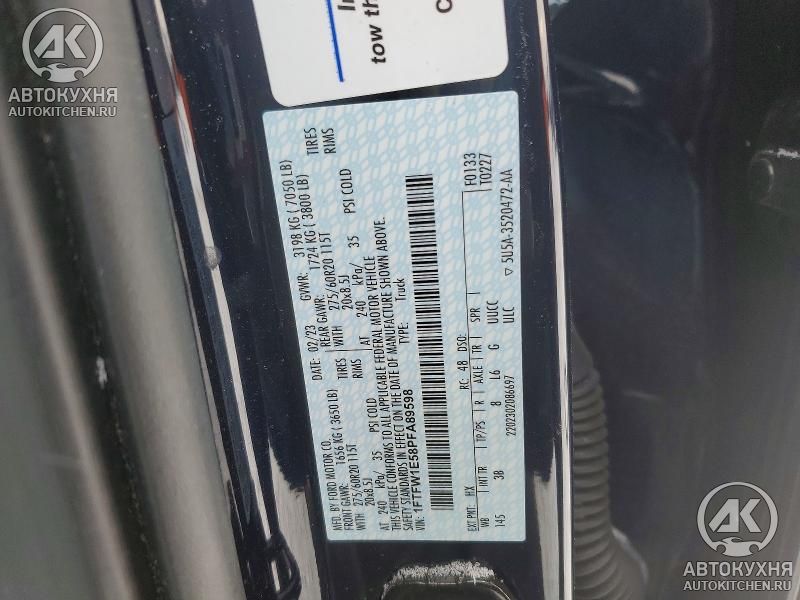 АК
АВТОКУХНЯ
AUTOKITCHEN.RU
tow th
MFD. BY FORD MOTOR CO.
DATE: 02/23 GVWR: 3198 KG ( 7050 LB)
FRONT GAWR: 1656 KG ( 3650 LB) REAR GAWR: 1724 KG ( 3800 LB)
WITH 275/60R20 115T TIRES WITH 275/60R20 115T TIRES
20x8.5J RIMS 20x8.5J RIMS
AT 240 kPa/ 35 PSI COLD AT 240 kPa/ 35 PSI COLD
THIS VEHICLE CONFORMS TO ALL APPLICABLE FEDERAL MOTOR VEHICLE
SAFETY STANDARDS IN EFFECT ON THE DATE OF MANUFACTURE SHOWN ABOVE.
VIN: 1FTFW1E58PFA89598 TYPE: Truck
F0133
T0227
EXT PNT: HX RC: 48 DSO:
WB INT TR TP/PS R AXLE TR SPR
145 3B 8 L6 G UUCC
2202302086697 ULC ▽ 5U5A-3520472-AA
АК
АВТОКУХНЯ
AUTOKITCHEN.RU